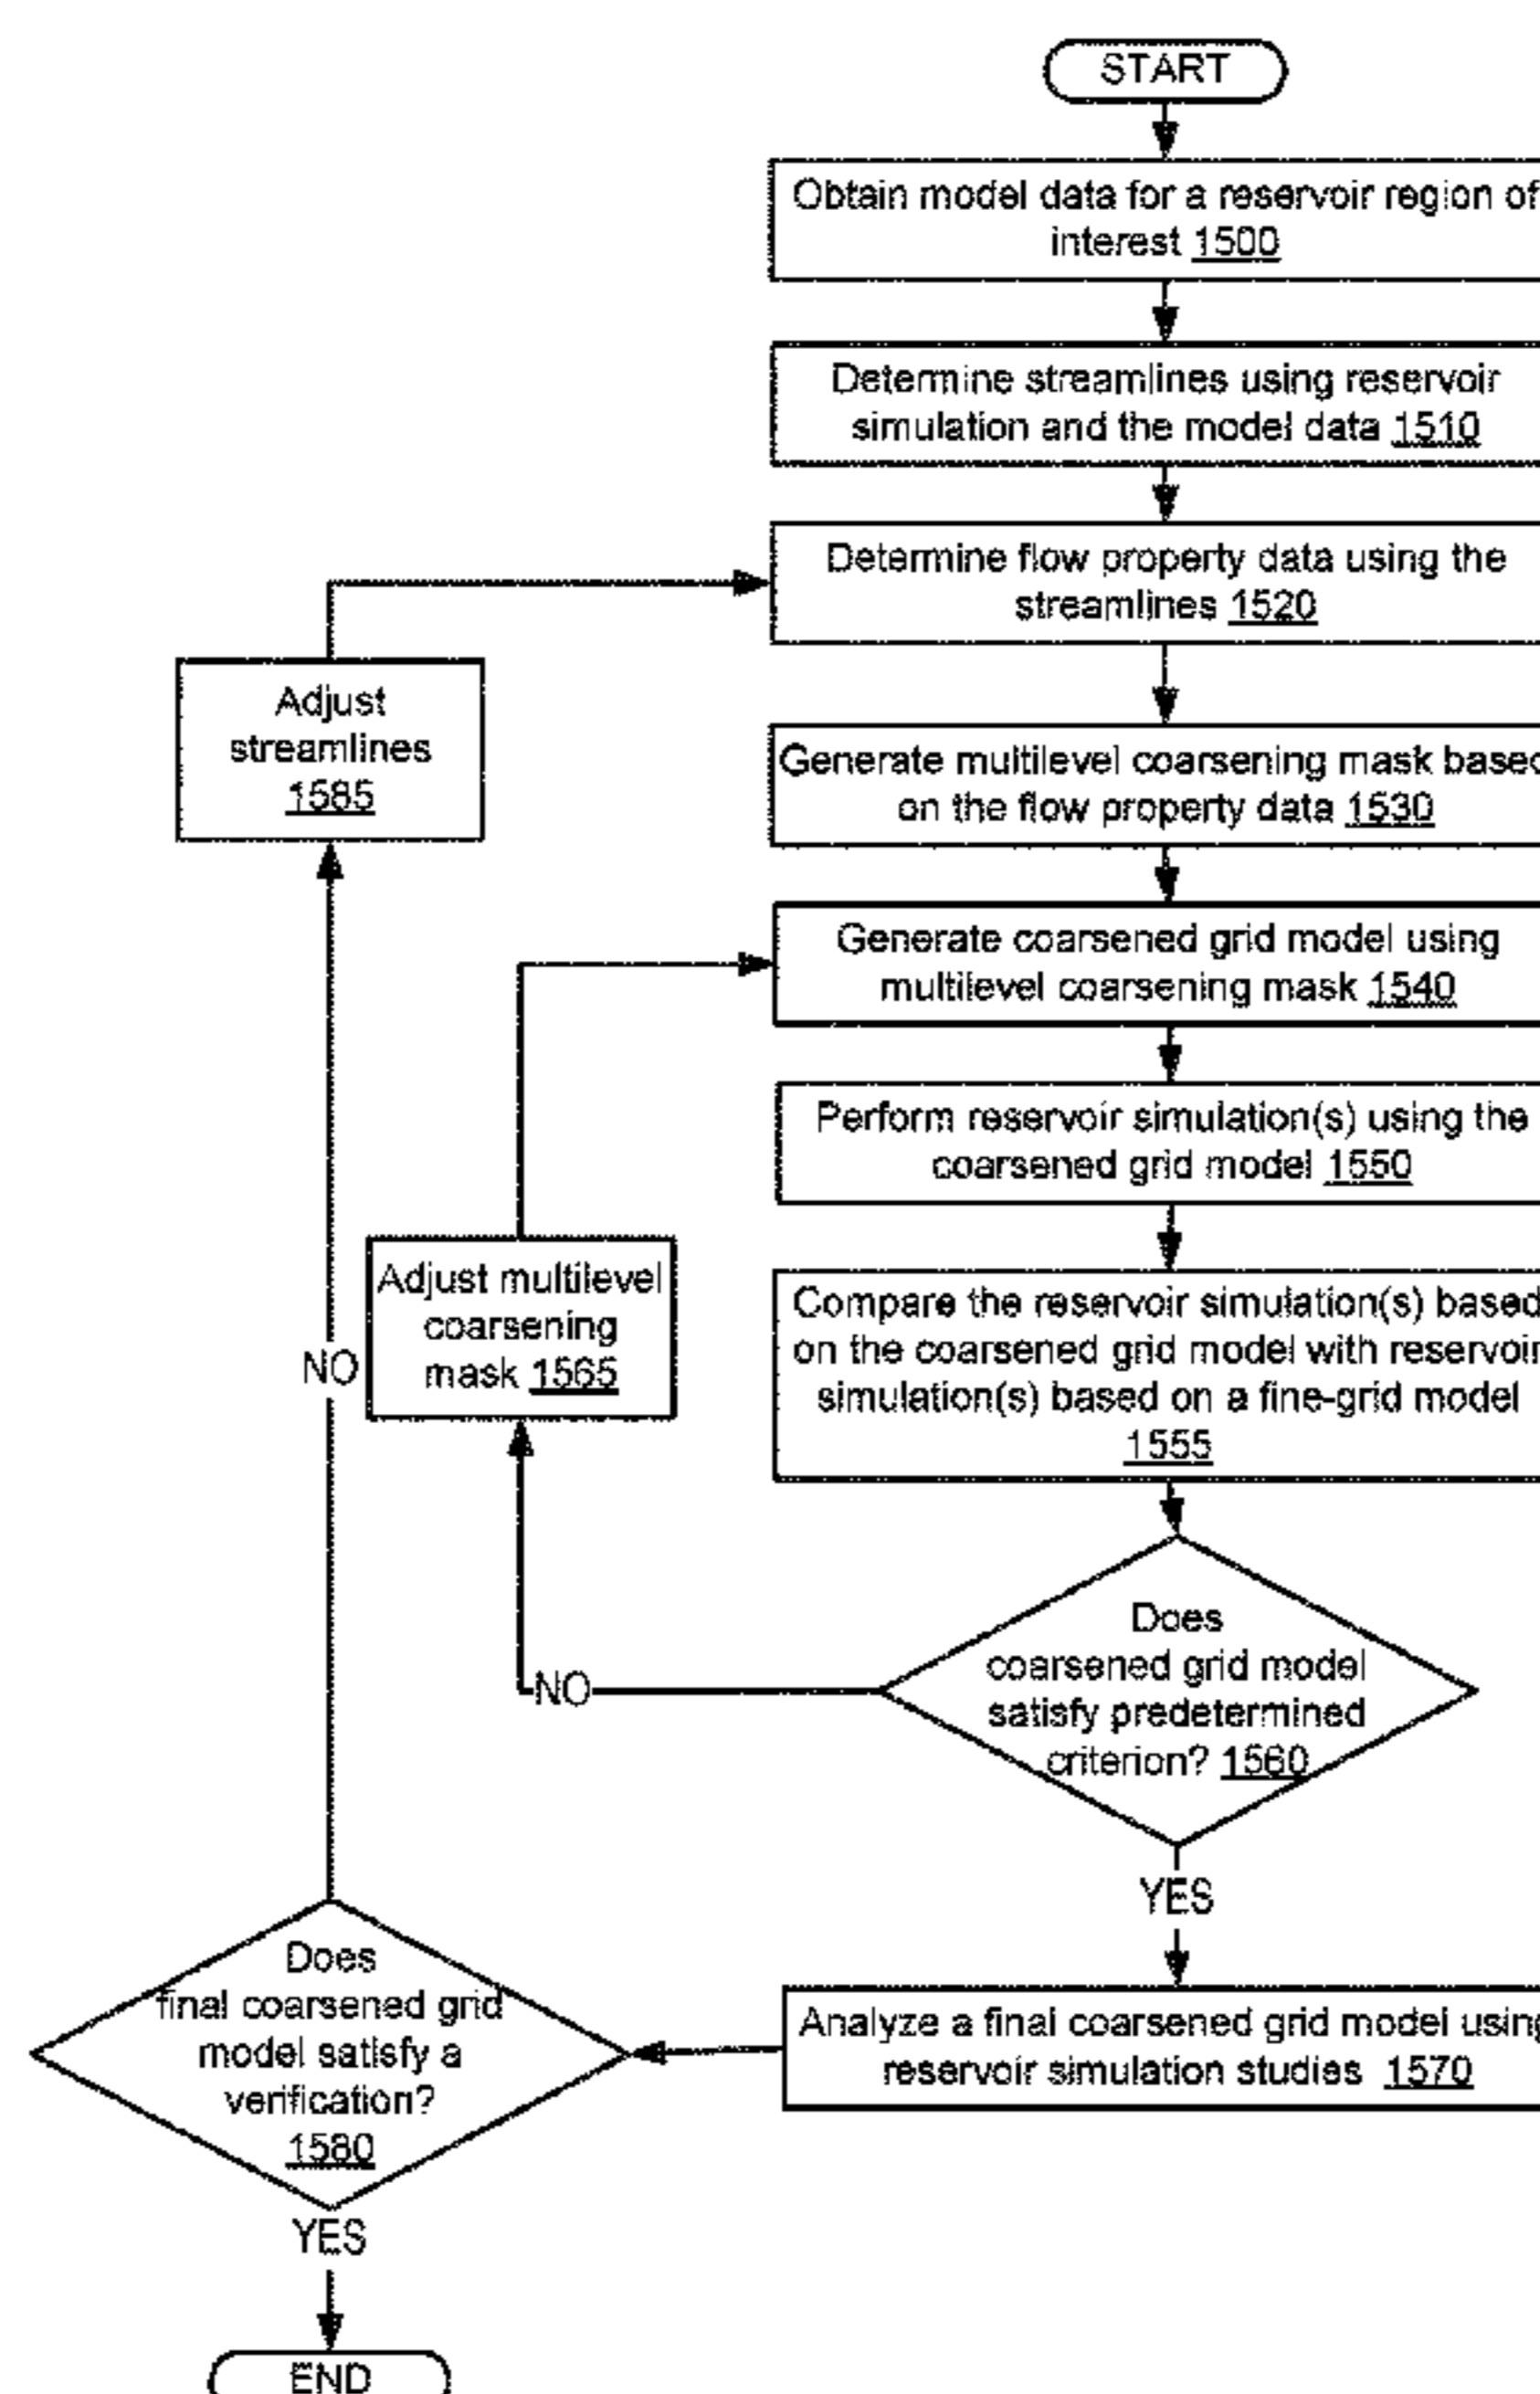 START
Obtain model data for a reservoir region of
interest 1500
Determine streamlines using reservoir
simulation and the model data 1510
Determine flow property data using the
streamlines 1520
Adjust
streamlines
1585
Generate multilevel coarsening mask based
on the flow property data 1530
Generate coarsened grid model using
multilevel coarsening mask 1540
Perform reservoir simulation(s) using the
coarsened grid model 1550
Adjust multilevel
coarsening
mask 1565
Compare the reservoir simulation(s) based
on the coarsened grid model with reservoir
simulation(s) based on a fine-grid model
1555
NO
Does
coarsened grid model
satisfy predetermined
criterion? 1560
NO
YES
Analyze a final coarsened grid model using
reservoir simulation studies 1570
Does
final coarsened grid
model satisfy a
verification?
1580
YES
END